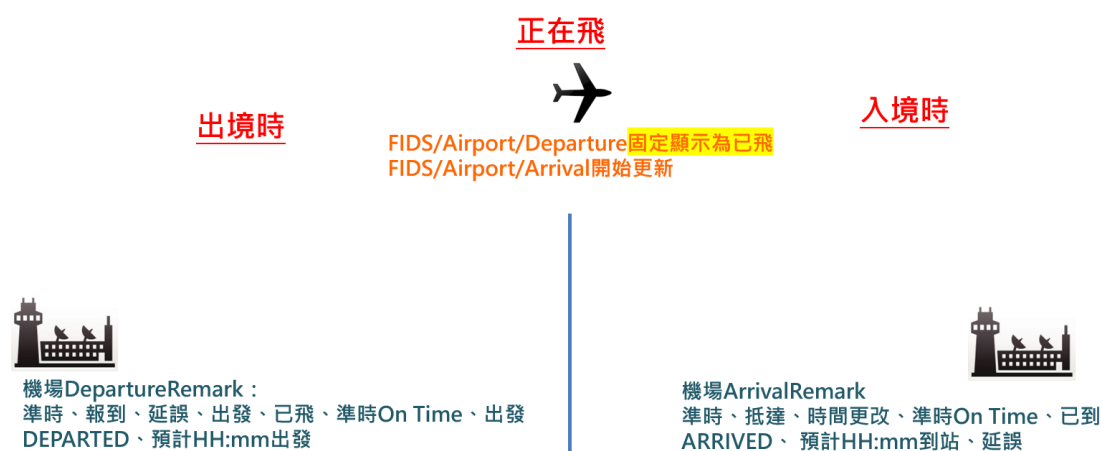 正在飛
出境時
入境時
FIDS/Airport/Departure固定顯示為已飛
FIDS/Airport/Arrival開始更新
機場DepartureRemark：
準時、報到、延誤、出發、已飛、準時On Time、出發
DEPARTED、預計HH:mm出發
機場ArrivalRemark
準時、抵達、時間更改、準時On Time、已到
ARRIVED、 預計HH:mm到站、延誤